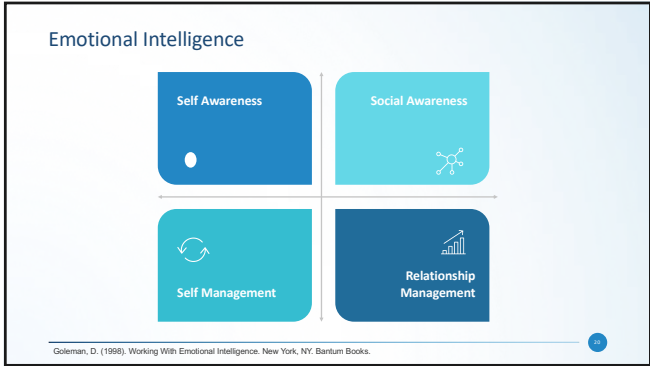 Emotional Intelligence
Self Awareness
Social Awareness
Self Management
Relationship
Management
20
Goleman, D. (1998). Working With Emotional Intelligence. New York, NY. Bantum Books.